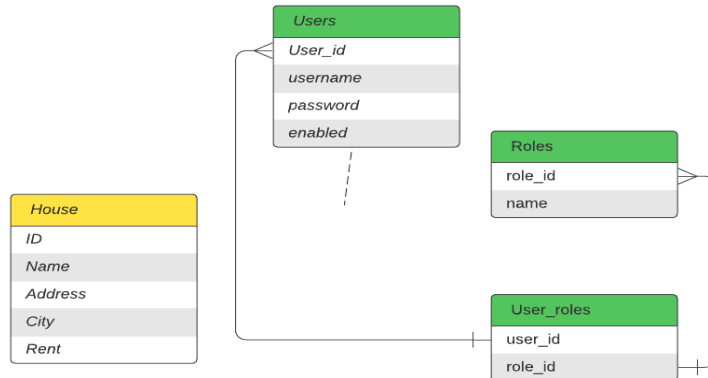 Users
User_id
username
password
enabled
Roles
role_id
name
House
ID
Name
Address
City
Rent
User_roles
user_id
role_id